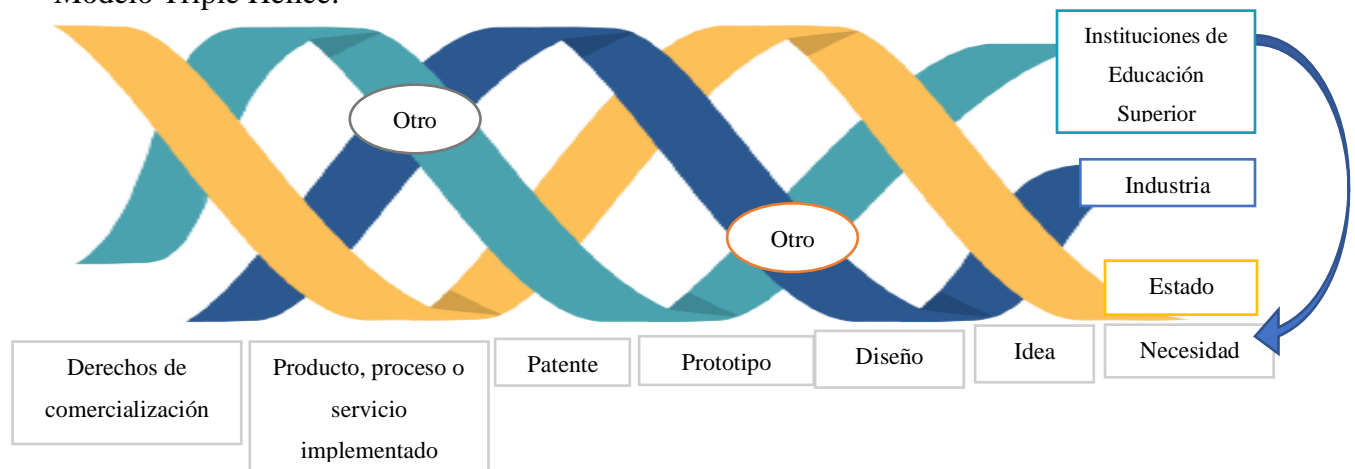 Modelo Triple Hélice:
Instituciones de
Educación
Superior
Otro
Industria
Otro
Estado
Derechos de
comercialización
Producto, proceso o
servicio
implementado
Patente
Prototipo
Diseño
Idea
Necesidad